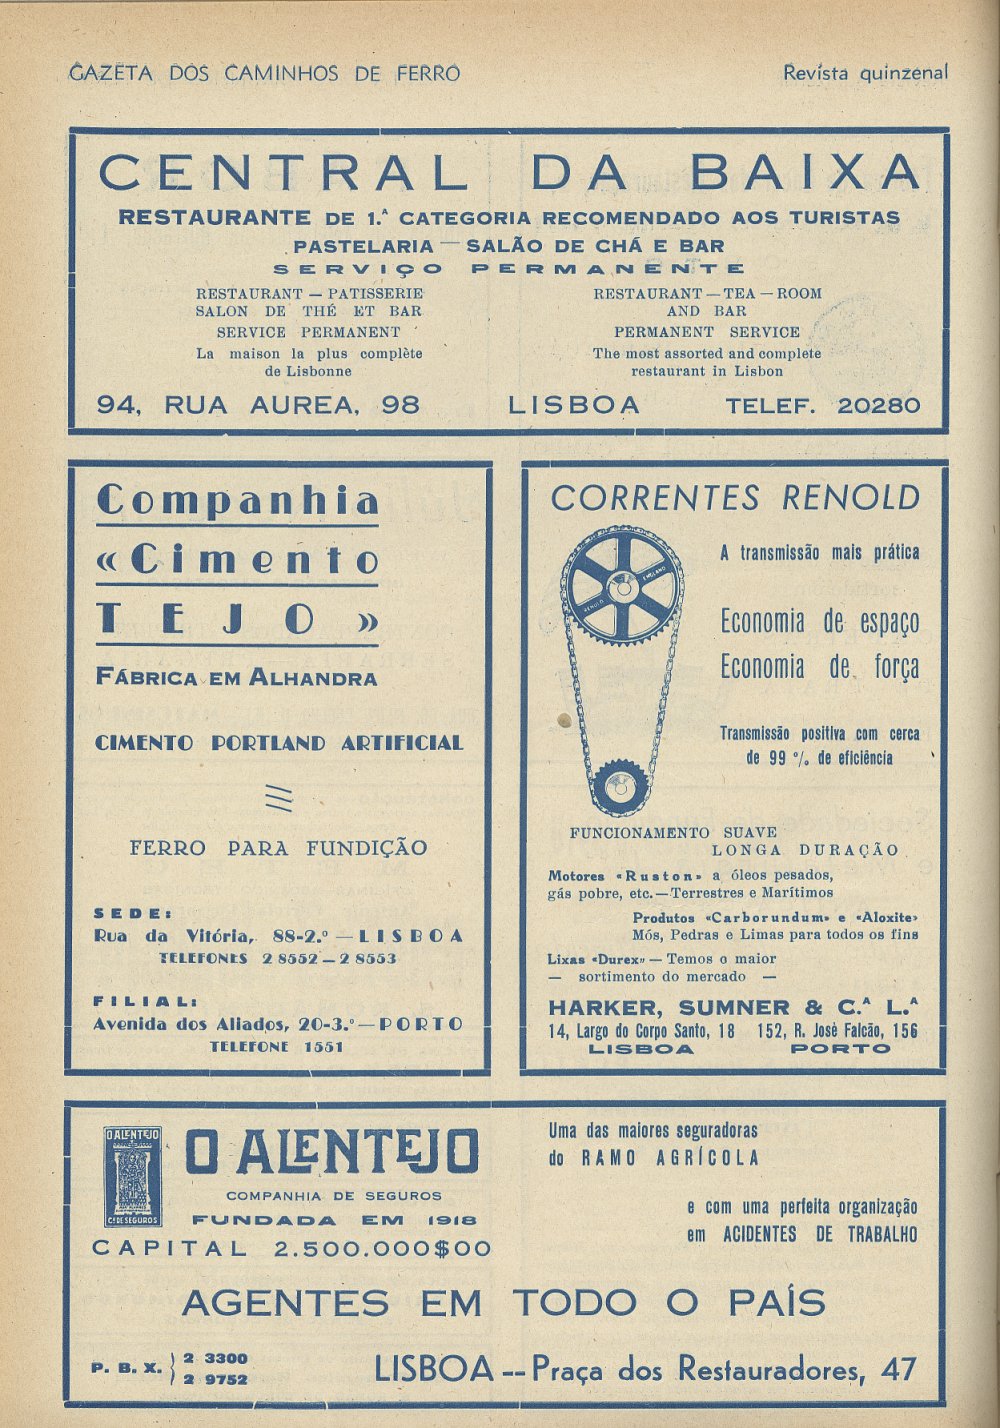 GAZETA DOS CAMINHOS DE FERRO
Revista quinzenal
CENTRAL DA BAIXA
RESTAURANTE DE 1.ª CATEGORIA RECOMENDADO AOS TURISTAS
PASTELARIA — SALÃO DE CHÁ E BAR
SERVIÇO PERMANENTE
RESTAURANT — PATISSERIE
SALON DE THÉ ET BAR
SERVICE PERMANENT
La maison la plus complète
de Lisbonne
RESTAURANT — TEA — ROOM
AND BAR
PERMANENT SERVICE
The most assorted and complete
restaurant in Lisbon
94, RUA AUREA, 98 LISBOA TELEF. 20280
Companhia
«Cimento
TEJO»
FÁBRICA EM ALHANDRA
CIMENTO PORTLAND ARTIFICIAL
FERRO PARA FUNDIÇÃO
SEDE:
Rua da Vitória, 88-2.º — LISBOA
TELEFONES 2 8552 — 2 8553
FILIAL:
Avenida dos Aliados, 20-3.º — PORTO
TELEFONE 1551
CORRENTES RENOLD
RENOLD ENGLAND
A transmissão mais prática
Economia de espaço
Economia de força
Transmissão positiva com cerca
de 99 % de eficiência
FUNCIONAMENTO SUAVE
LONGA DURAÇÃO
Motores «Ruston» a óleos pesados,
gás pobre, etc. — Terrestres e Marítimos
Produtos «Carborundum» e «Aloxite»
Mós, Pedras e Limas para todos os fins
Lixas «Durex» — Temos o maior
— sortimento do mercado —
HARKER, SUMNER & C.ᴬ L.ᴬ
14, Largo do Corpo Santo, 18 152, R. José Falcão, 156
LISBOA PORTO
O ALENTEJO
Cª DE SEGUROS
O ALENTEJO
COMPANHIA DE SEGUROS
FUNDADA EM 1918
CAPITAL 2.500.000$00
Uma das maiores seguradoras
do RAMO AGRÍCOLA
e com uma perfeita organização
em ACIDENTES DE TRABALHO
AGENTES EM TODO O PAÍS
P. B. X. } 2 3300
2 9752
LISBOA -- Praça dos Restauradores, 47